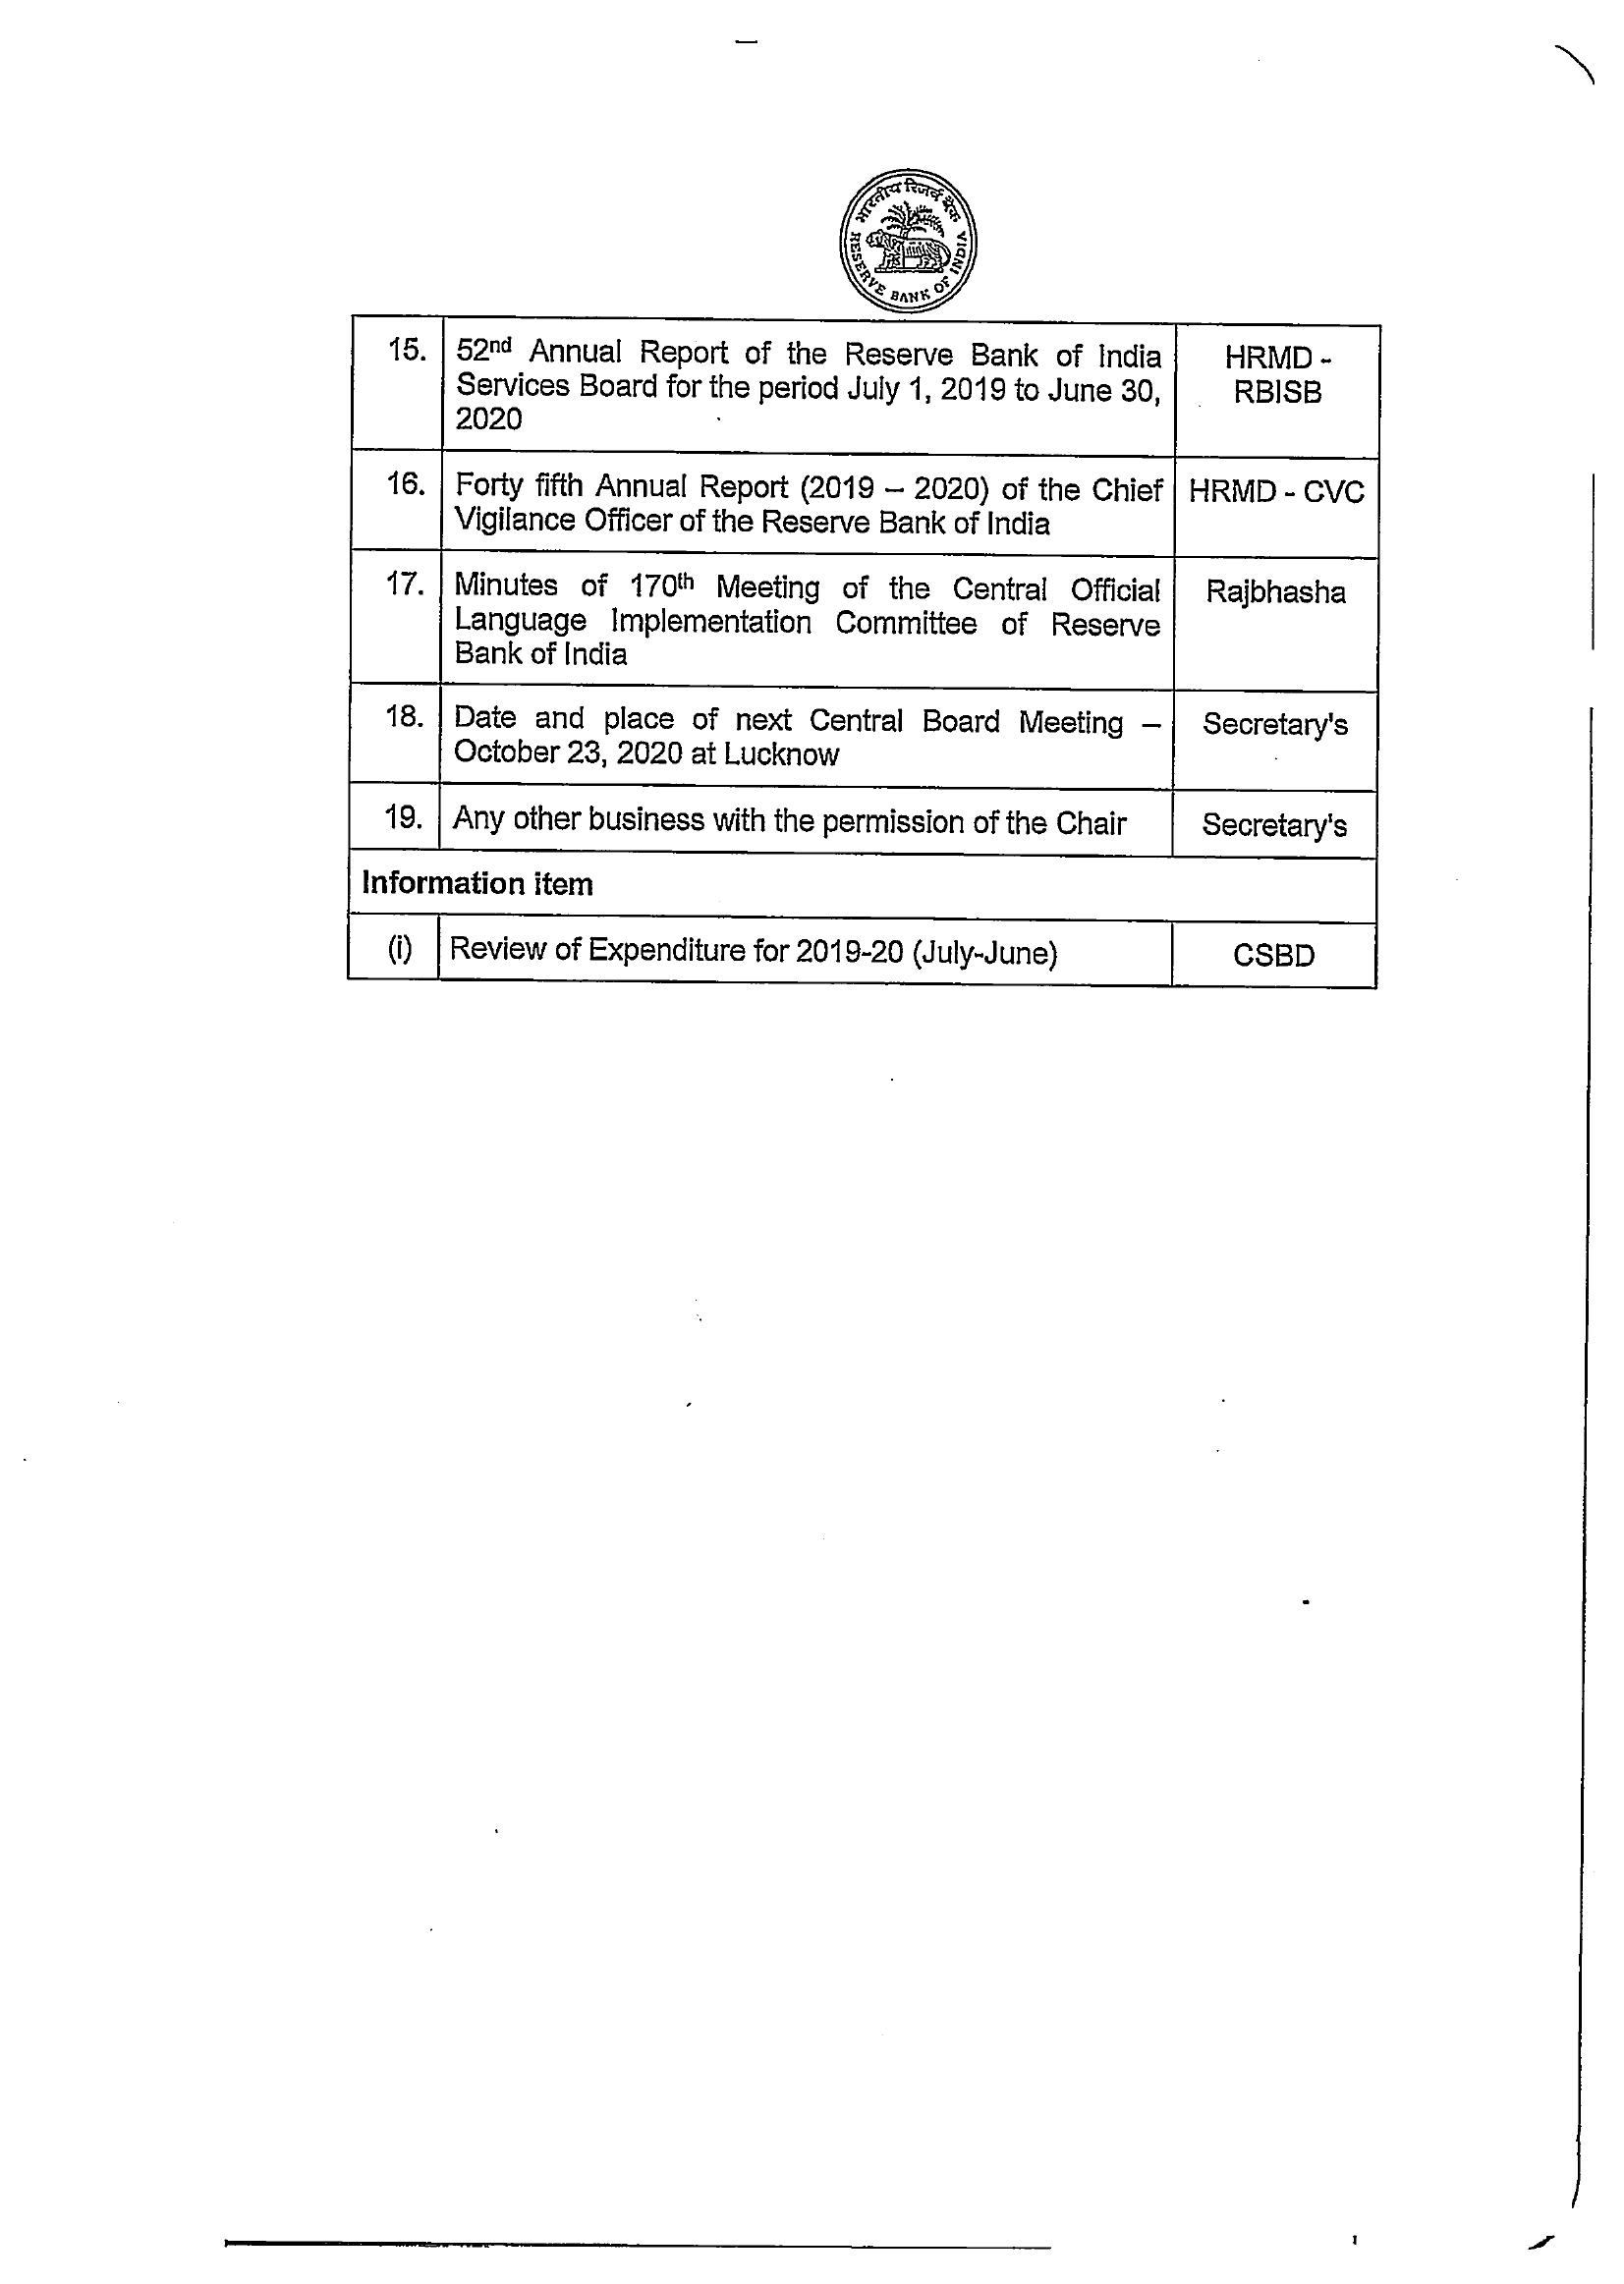 भारतीय रिज़र्व बैंक
RESERVE BANK OF INDIA
15. 52nd Annual Report of the Reserve Bank of India HRMD -
Services Board for the period July 1, 2019 to June 30, RBISB
2020
16. Forty fifth Annual Report (2019 – 2020) of the Chief HRMD - CVC
Vigilance Officer of the Reserve Bank of India
17. Minutes of 170th Meeting of the Central Official Rajbhasha
Language Implementation Committee of Reserve
Bank of India
18. Date and place of next Central Board Meeting – Secretary's
October 23, 2020 at Lucknow
19. Any other business with the permission of the Chair Secretary's
Information item
(i) Review of Expenditure for 2019-20 (July-June) CSBD